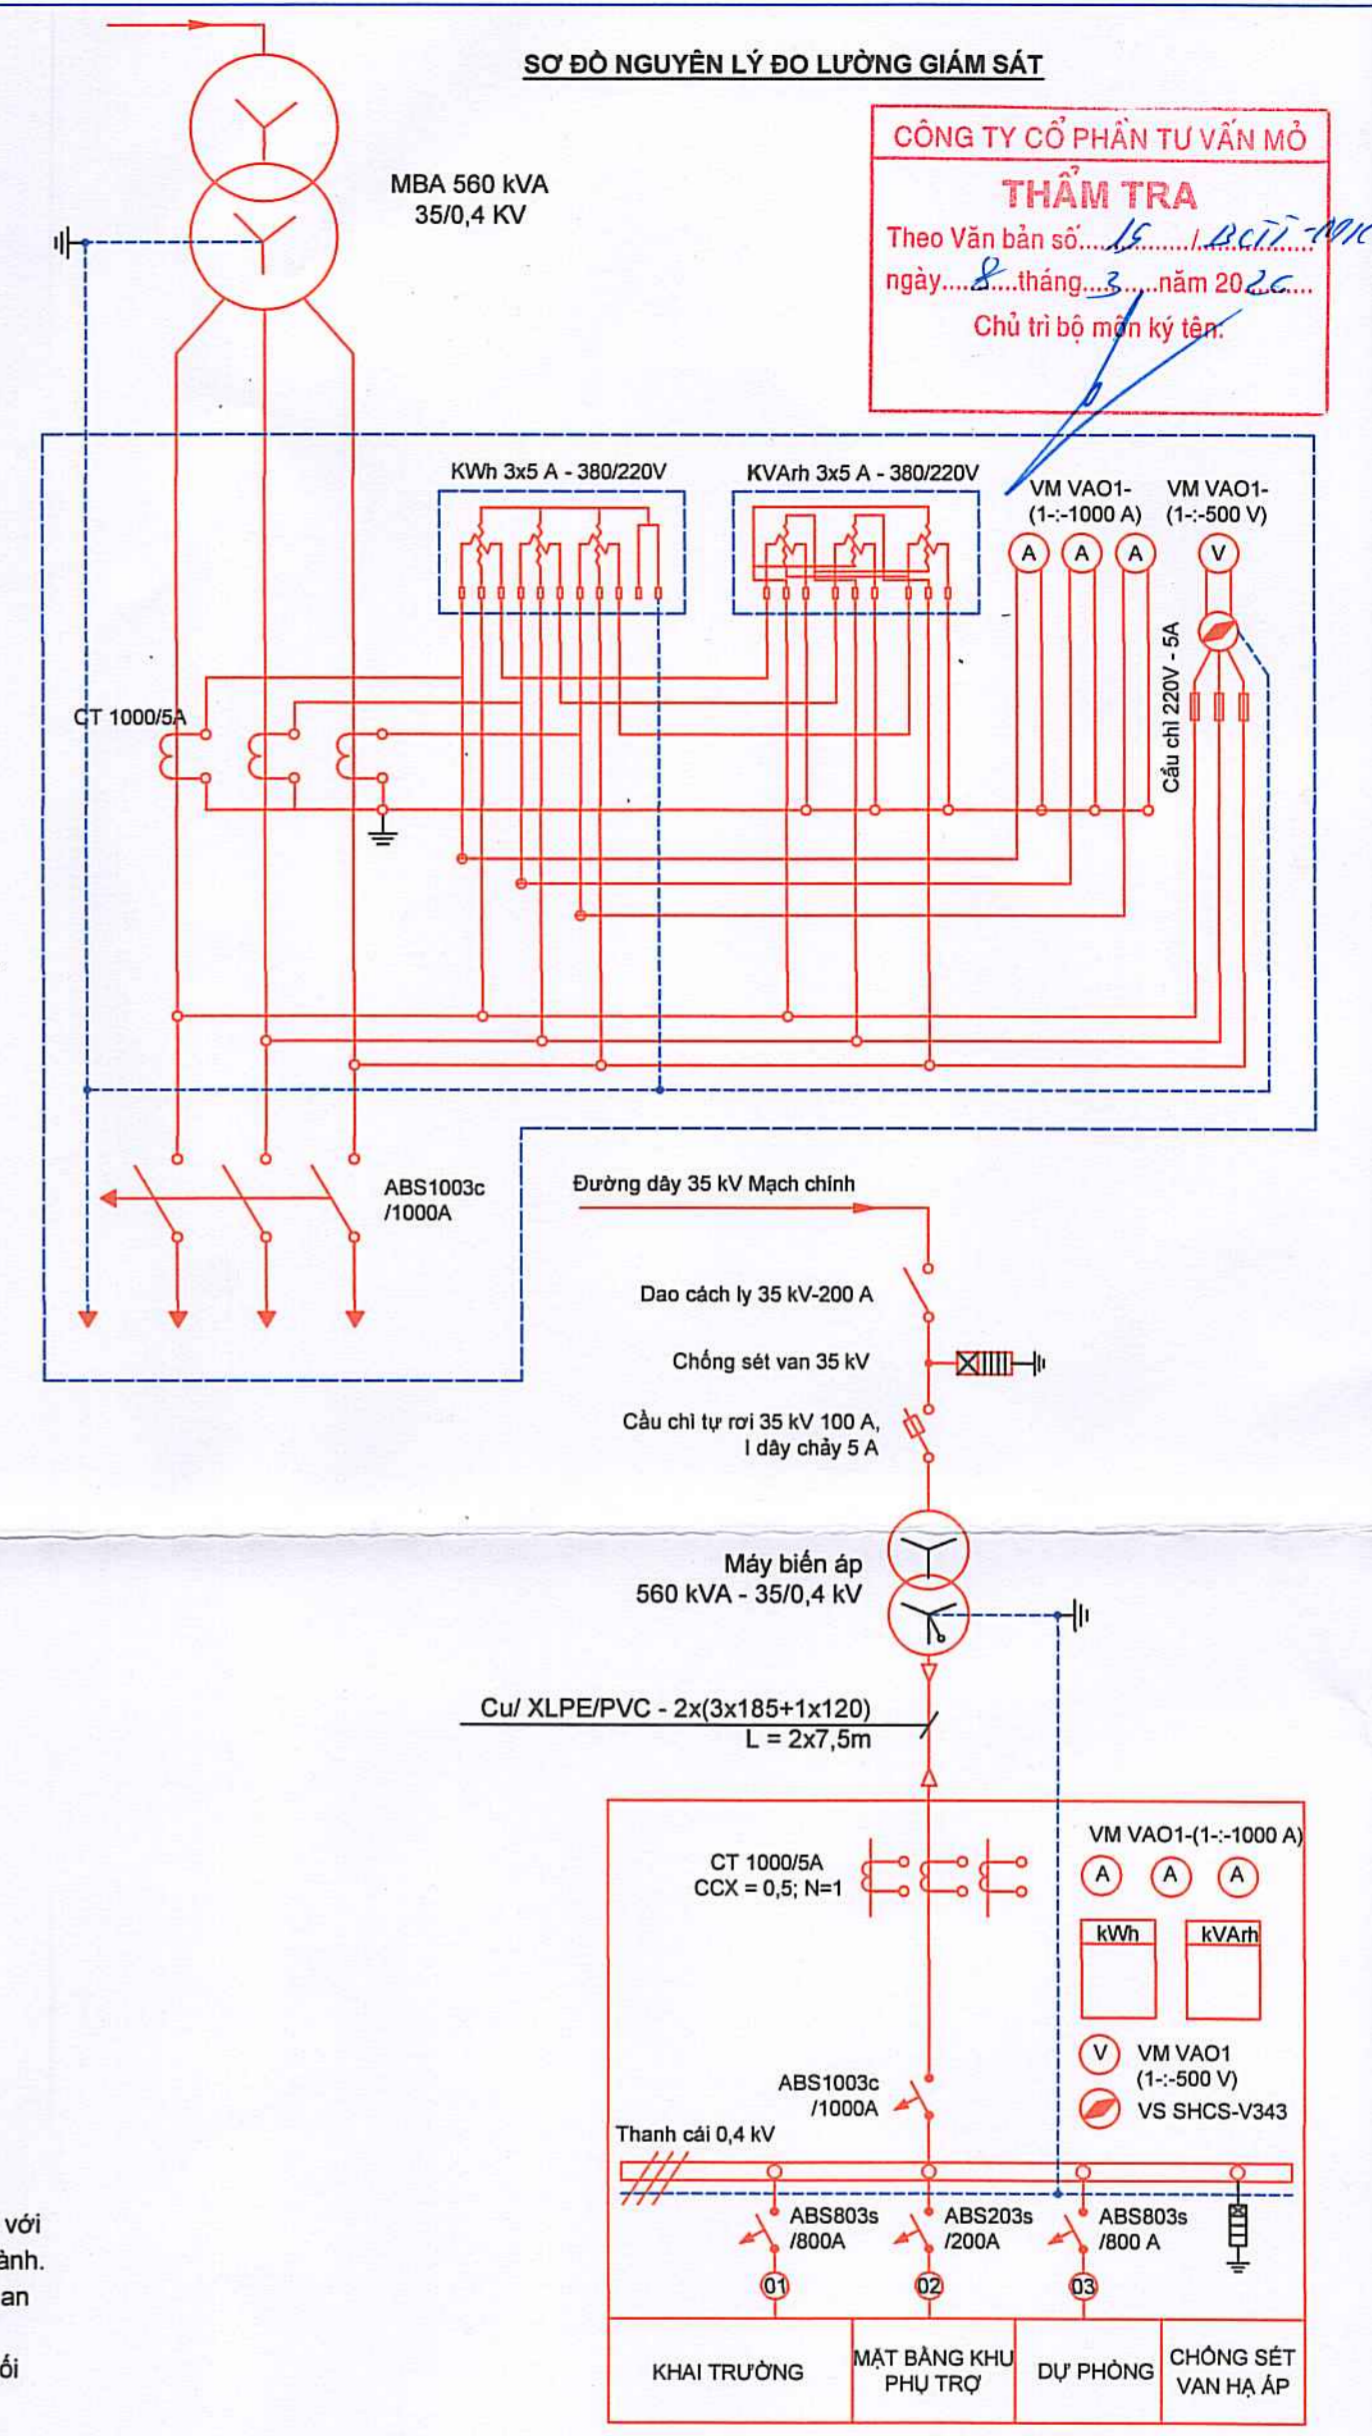 SƠ ĐỒ NGUYÊN LÝ ĐO LƯỜNG GIÁM SÁT
CÔNG TY CỔ PHẦN TƯ VẤN MỎ
THẨM TRA
Theo Văn bản số....15......../.BCTT-.....
ngày....8....tháng....3....năm 2026......
Chủ trì bộ môn ký tên:
MBA 560 kVA
35/0,4 KV
KWh 3x5 A - 380/220V
KVArh 3x5 A - 380/220V
VM VAO1-
(1-:-1000 A)
VM VAO1-
(1-:-500 V)
A
A
A
V
Cầu chì 220V - 5A
CT 1000/5A
ABS1003c
/1000A
Đường dây 35 kV Mạch chính
Dao cách ly 35 kV-200 A
Chống sét van 35 kV
Cầu chì tự rơi 35 kV 100 A,
I dây chảy 5 A
Máy biến áp
560 kVA - 35/0,4 kV
Cu/ XLPE/PVC - 2x(3x185+1x120)
L = 2x7,5m
CT 1000/5A
CCX = 0,5; N=1
VM VAO1-(1-:-1000 A)
A
A
A
kWh
kVArh
V
VM VAO1
(1-:-500 V)
VS SHCS-V343
ABS1003c
/1000A
Thanh cái 0,4 kV
ABS803s
/800A
ABS203s
/200A
ABS803s
/800 A
01
02
03
KHAI TRƯỜNG
MẶT BẰNG KHU
PHỤ TRỢ
DỰ PHÒNG
CHỐNG SÉT
VAN HẠ ÁP
với
ành.
an
ối